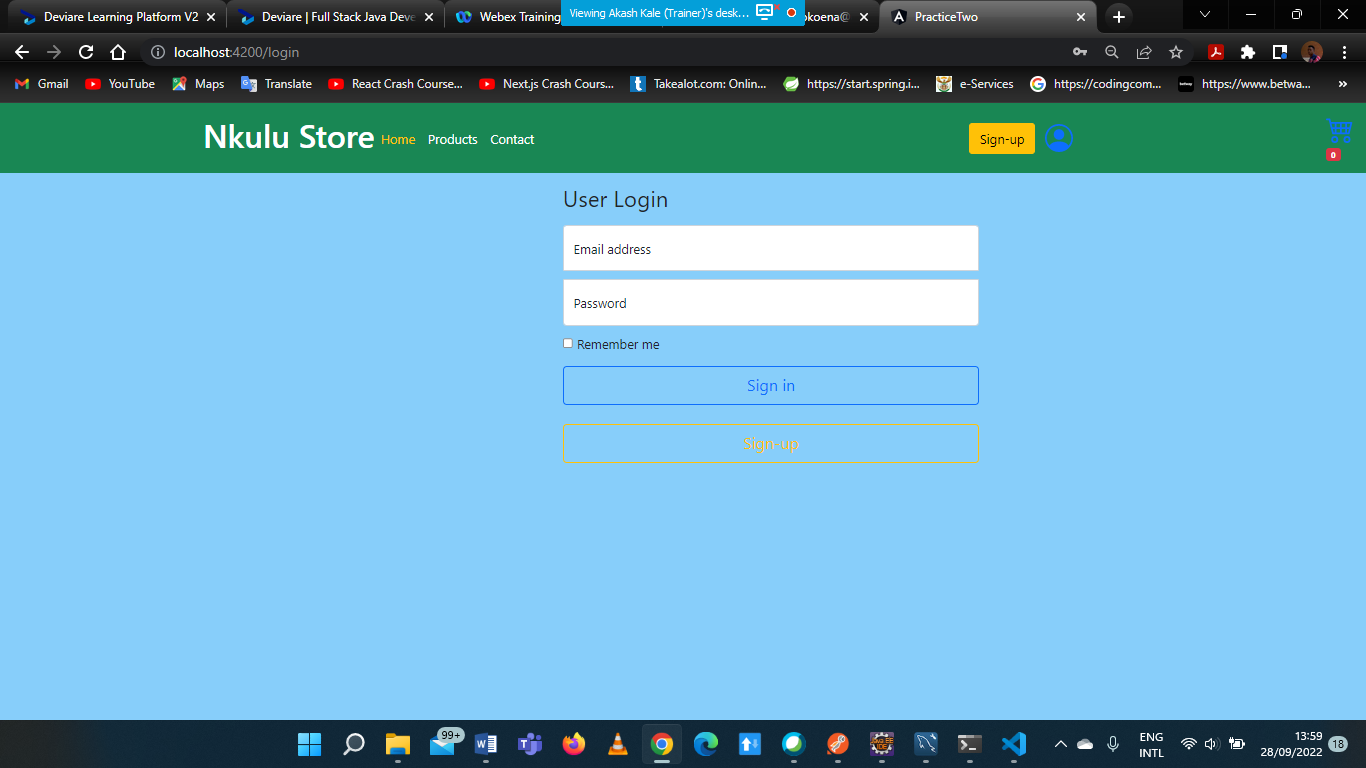 Deviare Learning Platform V2
Deviare | Full Stack Java Deve
Webex Training
Viewing Akash Kale (Trainer)'s desk...
okoena@
PracticeTwo
localhost:4200/login
Gmail
YouTube
Maps
Translate
React Crash Course...
Next.js Crash Cours...
Takealot.com: Onlin...
https://start.spring.i...
e-Services
https://codingcom...
https://www.betwa...
Nkulu Store
Home
Products
Contact
Sign-up
0
User Login
Email address
Password
Remember me
Sign in
Sign-up
99+
ENG
INTL
13:59
28/09/2022
18